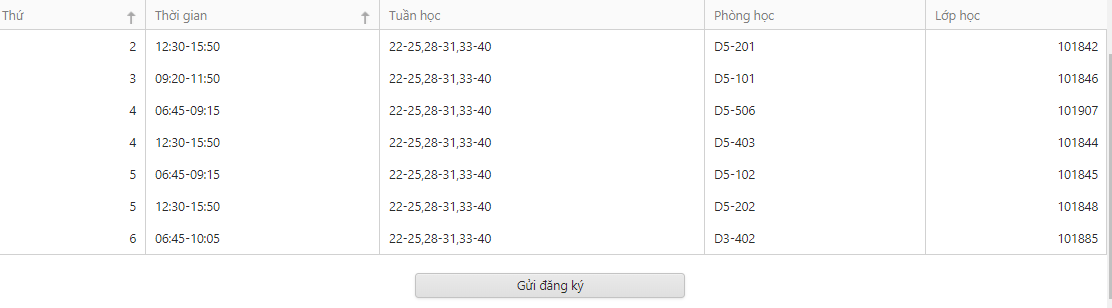 Thứ Thời gian Tuần học Phòng học Lớp học
2 12:30-15:50 22-25,28-31,33-40 D5-201 101842
3 09:20-11:50 22-25,28-31,33-40 D5-101 101846
4 06:45-09:15 22-25,28-31,33-40 D5-506 101907
4 12:30-15:50 22-25,28-31,33-40 D5-403 101844
5 06:45-09:15 22-25,28-31,33-40 D5-102 101845
5 12:30-15:50 22-25,28-31,33-40 D5-202 101848
6 06:45-10:05 22-25,28-31,33-40 D3-402 101885
Gửi đăng ký